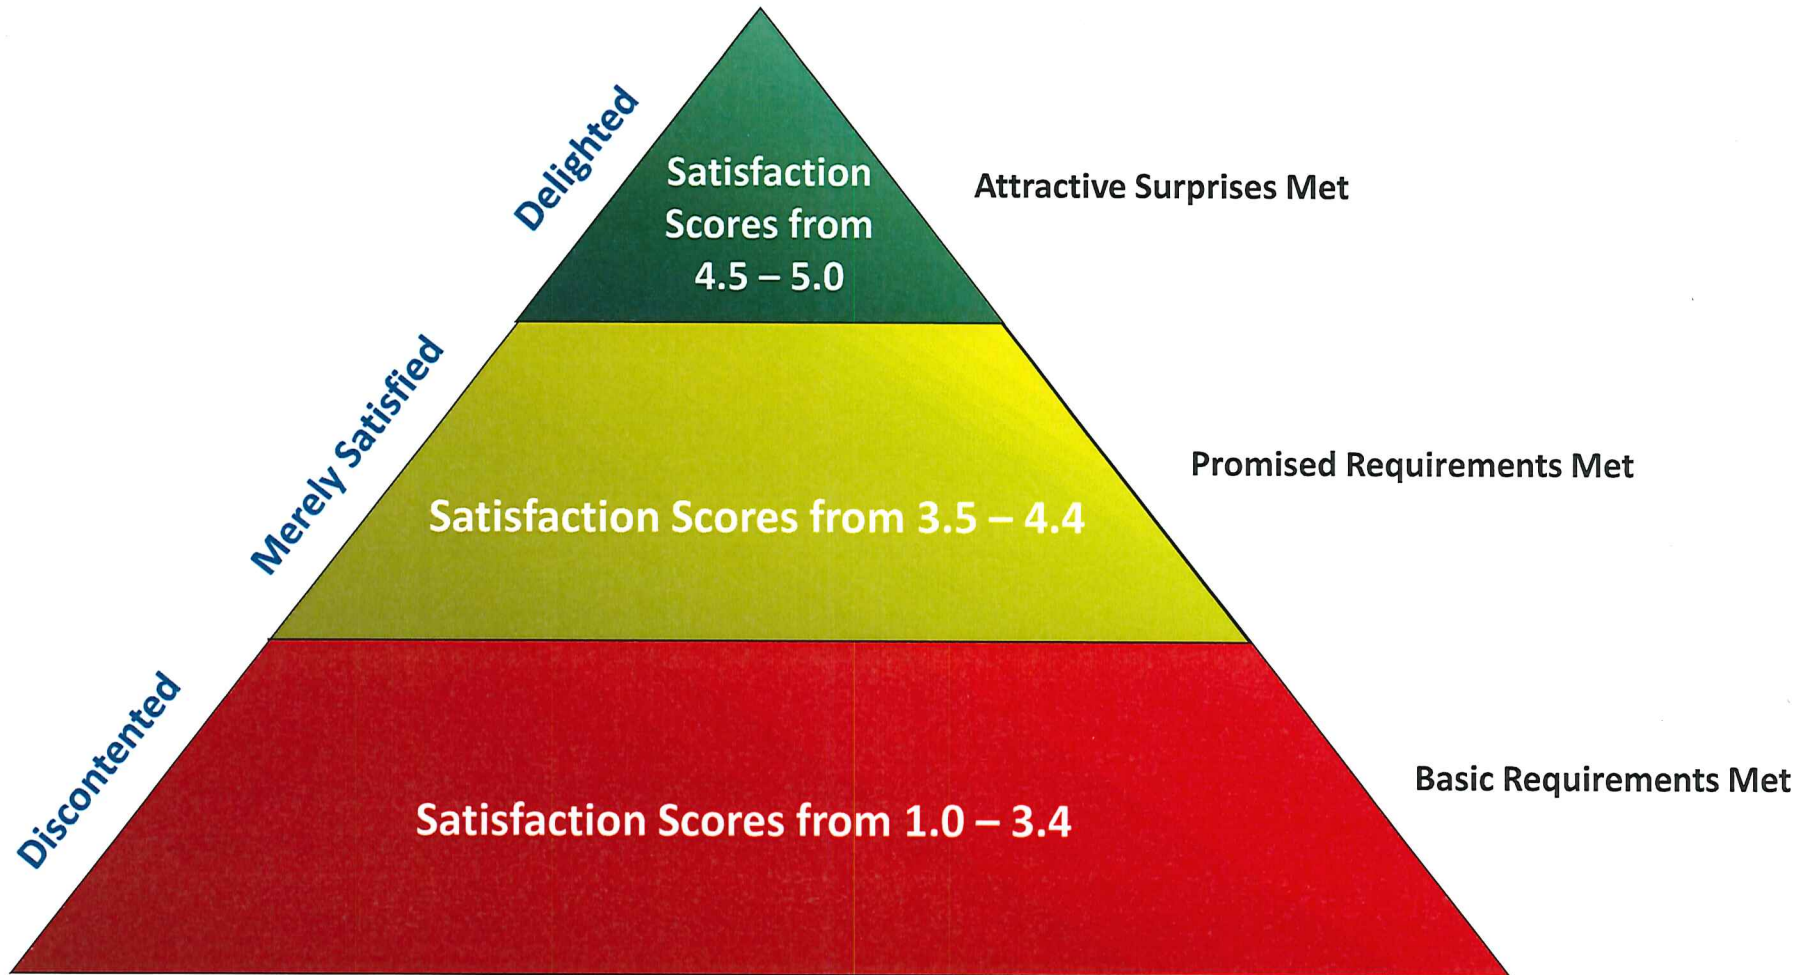 Delighted
Satisfaction
Scores from
4.5 – 5.0
Attractive Surprises Met
Merely Satisfied
Satisfaction Scores from 3.5 – 4.4
Promised Requirements Met
Discontented
Satisfaction Scores from 1.0 – 3.4
Basic Requirements Met